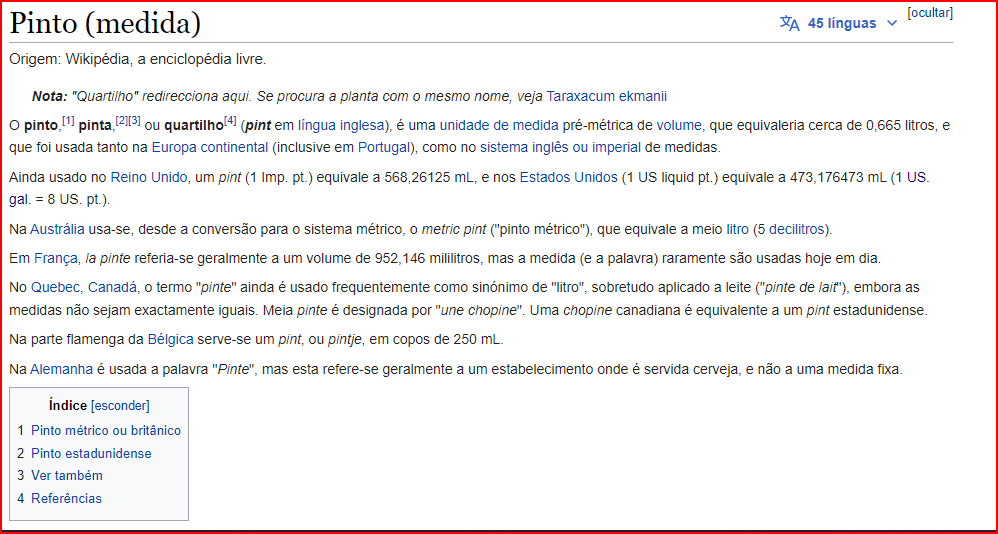 Pinto (medida)
45 línguas
[ocultar]
Origem: Wikipédia, a enciclopédia livre.
Nota: "Quartilho" redirecciona aqui. Se procura a planta com o mesmo nome, veja Taraxacum ekmanii
O pinto,[1] pinta,[2][3] ou quartilho[4] (pint em língua inglesa), é uma unidade de medida pré-métrica de volume, que equivaleria cerca de 0,665 litros, e
que foi usada tanto na Europa continental (inclusive em Portugal), como no sistema inglês ou imperial de medidas.
Ainda usado no Reino Unido, um pint (1 Imp. pt.) equivale a 568,26125 mL, e nos Estados Unidos (1 US liquid pt.) equivale a 473,176473 mL (1 US.
gal. = 8 US. pt.).
Na Austrália usa-se, desde a conversão para o sistema métrico, o metric pint ("pinto métrico"), que equivale a meio litro (5 decilitros).
Em França, la pinte referia-se geralmente a um volume de 952,146 mililitros, mas a medida (e a palavra) raramente são usadas hoje em dia.
No Quebec, Canadá, o termo "pinte" ainda é usado frequentemente como sinónimo de "litro", sobretudo aplicado a leite ("pinte de lait"), embora as
medidas não sejam exactamente iguais. Meia pinte é designada por "une chopine". Uma chopine canadiana é equivalente a um pint estadunidense.
Na parte flamenga da Bélgica serve-se um pint, ou pintje, em copos de 250 mL.
Na Alemanha é usada a palavra "Pinte", mas esta refere-se geralmente a um estabelecimento onde é servida cerveja, e não a uma medida fixa.
Índice [esconder]
1 Pinto métrico ou britânico
2 Pinto estadunidense
3 Ver também
4 Referências